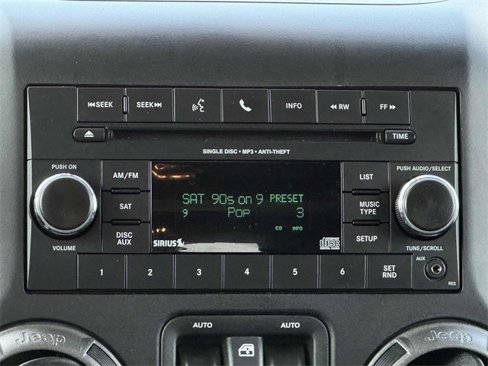 SEEK SEEK INFO RW FF
TIME
SINGLE DISC • MP3 • ANTI-THEFT
PUSH ON AM/FM LIST PUSH AUDIO/SELECT
SAT 90s on 9 PRESET
SAT MUSIC TYPE
9 Pop 3
DISC AUX CD INFO SETUP
VOLUME SIRIUS disc TUNE/SCROLL
AUX
1 2 3 4 5 6 SET RND
RES
AUTO AUTO
Jeep Jeep